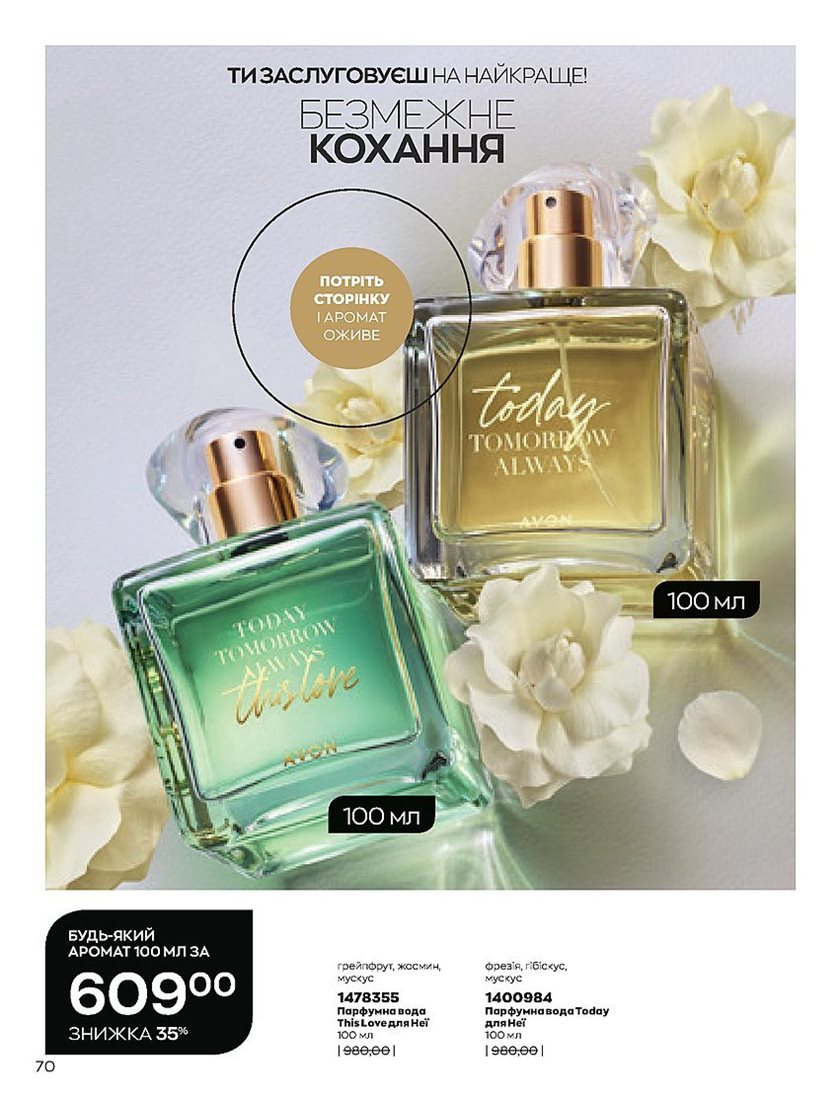 ТИ ЗАСЛУГОВУЄШ НА НАЙКРАЩЕ!
БЕЗМЕЖНЕ
КОХАННЯ
ПОТРІТЬ
СТОРІНКУ
І АРОМАТ
ОЖИВЕ
today
TOMORROW
ALWAYS
AVON
100 МЛ
TODAY
TOMORROW
ALWAYS
this love
AVON
100 МЛ
БУДЬ-ЯКИЙ
АРОМАТ 100 МЛ ЗА
609⁰⁰
ЗНИЖКА 35%
грейпфрут, жасмин,
мускус
1478355
Парфумна вода
This Love для Неї
100 мл
| 980,00 |
фрезія, гібіскус,
мускус
1400984
Парфумна вода Today
для Неї
100 мл
| 980,00 |
70